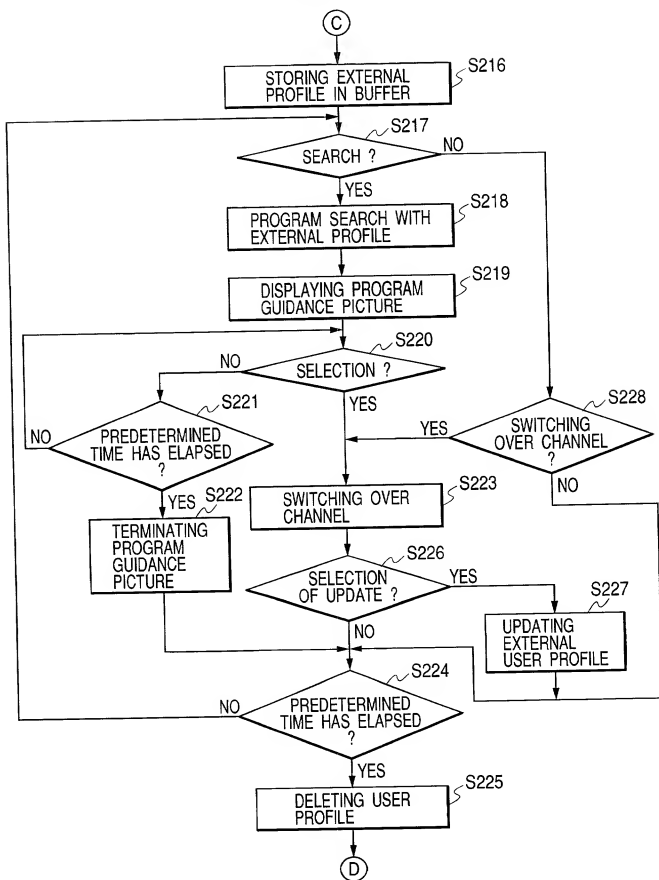 C
S216
STORING EXTERNAL
PROFILE IN BUFFER
S217
SEARCH ?
NO
YES
S218
PROGRAM SEARCH WITH
EXTERNAL PROFILE
S219
DISPLAYING PROGRAM
GUIDANCE PICTURE
S220
SELECTION ?
NO
YES
S221
PREDETERMINED
TIME HAS ELAPSED
?
NO
YES
S228
SWITCHING
OVER CHANNEL
?
YES
NO
S222
TERMINATING
PROGRAM
GUIDANCE
PICTURE
S223
SWITCHING OVER
CHANNEL
S226
SELECTION
OF UPDATE ?
YES
NO
S227
UPDATING
EXTERNAL
USER PROFILE
S224
PREDETERMINED
TIME HAS ELAPSED
?
NO
YES
S225
DELETING USER
PROFILE
D